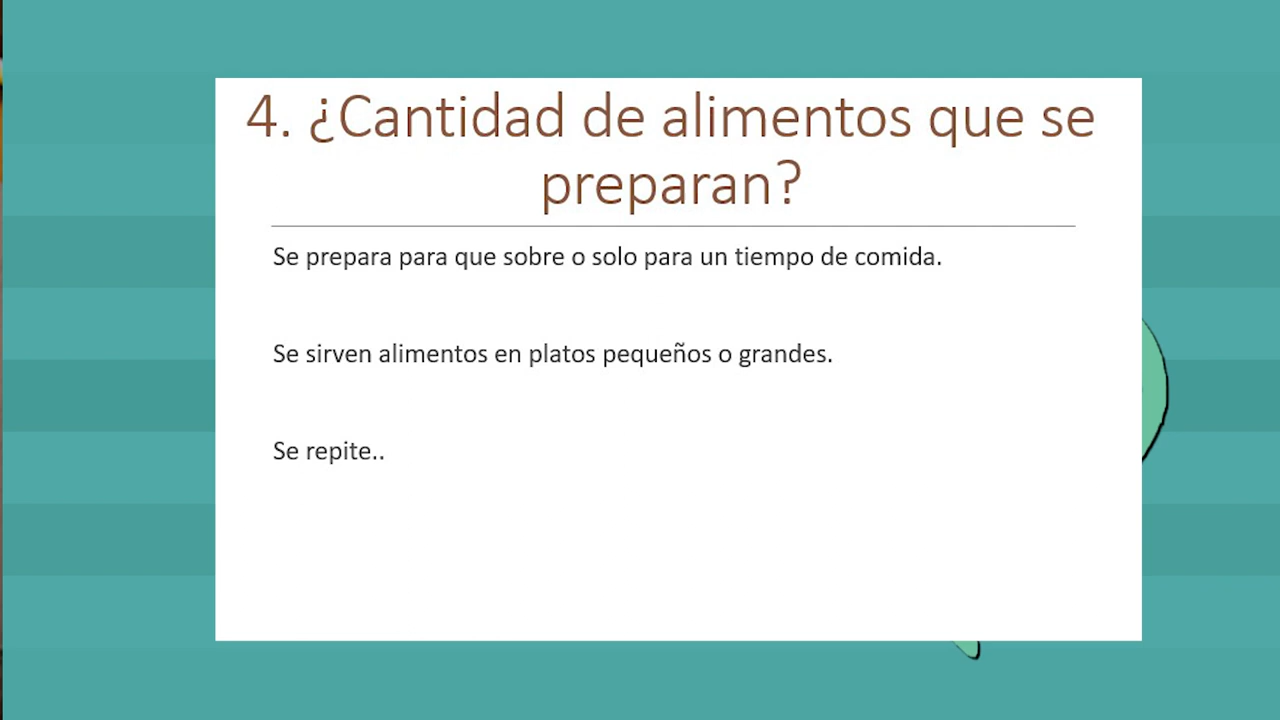 4. ¿Cantidad de alimentos que se
preparan?
Se prepara para que sobre o solo para un tiempo de comida.
Se sirven alimentos en platos pequeños o grandes.
Se repite..